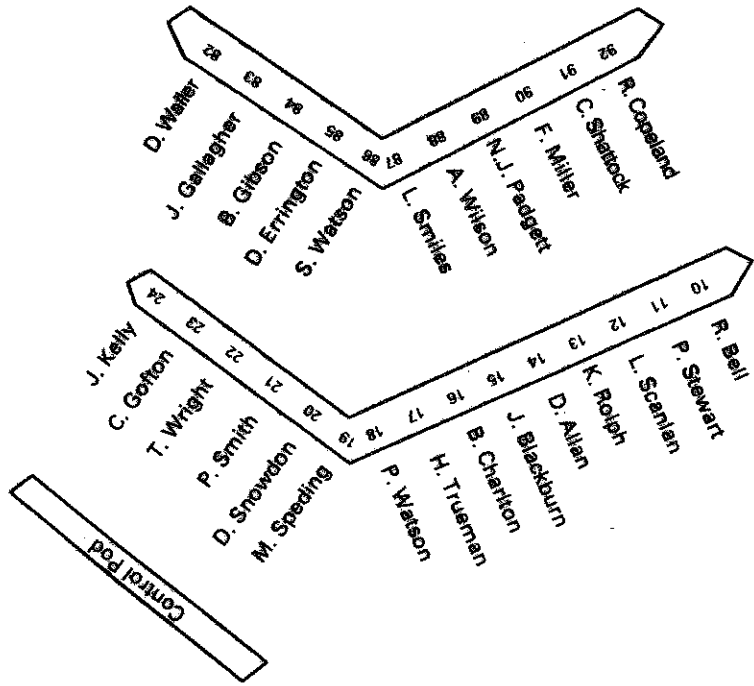 82
83
84
85
86
87
88
89
90
91
92
D. Waller
J. Gallagher
B. Gibson
D. Errington
S. Watson
L. Smiles
A. Wilson
N.J. Padgett
F. Miller
C. Shattock
R. Copeland
24
23
22
21
20
19
18
17
16
15
14
13
12
11
10
J. Kelly
C. Gofton
T. Wright
P. Smith
D. Snowdon
M. Speding
P. Watson
H. Trueman
B. Charlton
J. Blackburn
D. Allan
K. Rolph
L. Scanlan
P. Stewart
R. Bell
Control Pod